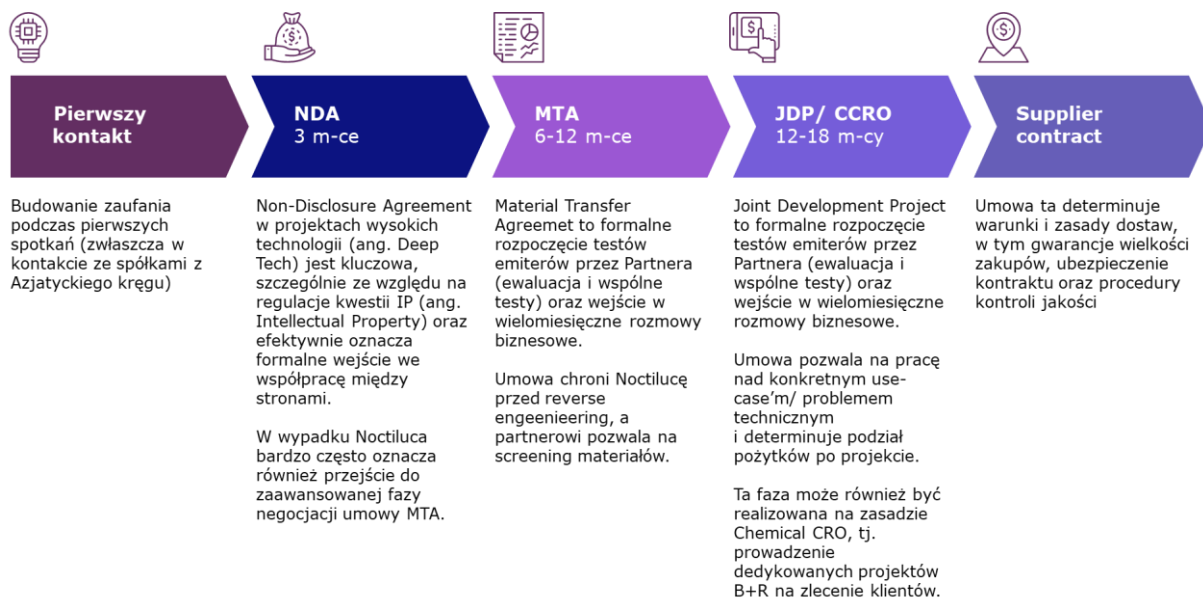 Pierwszy
kontakt
NDA
3 m-ce
MTA
6-12 m-ce
JDP/ CCRO
12-18 m-cy
Supplier
contract
Budowanie zaufania
podczas pierwszych
spotkań (zwłaszcza w
kontakcie ze spółkami z
Azjatyckiego kręgu)
Non-Disclosure Agreement
w projektach wysokich
technologii (ang. Deep
Tech) jest kluczowa,
szczególnie ze względu na
regulacje kwestii IP (ang.
Intellectual Property) oraz
efektywnie oznacza
formalne wejście we
współpracę między
stronami.
W wypadku Noctiluca
bardzo często oznacza
również przejście do
zaawansowanej fazy
negocjacji umowy MTA.
Material Transfer
Agreemet to formalne
rozpoczęcie testów
emiterów przez Partnera
(ewaluacja i wspólne
testy) oraz wejście w
wielomiesięczne rozmowy
biznesowe.
Umowa chroni Noctilucę
przed reverse
engeenieering, a
partnerowi pozwala na
screening materiałów.
Joint Development Project
to formalne rozpoczęcie
testów emiterów przez
Partnera (ewaluacja i
wspólne testy) oraz
wejście w wielomiesięczne
rozmowy biznesowe.
Umowa pozwala na pracę
nad konkretnym use-
case’m/ problemem
technicznym
i determinuje podział
pożytków po projekcie.
Ta faza może również być
realizowana na zasadzie
Chemical CRO, tj.
prowadzenie
dedykowanych projektów
B+R na zlecenie klientów.
Umowa ta determinuje
warunki i zasady dostaw,
w tym gwarancje wielkości
zakupów, ubezpieczenie
kontraktu oraz procedury
kontroli jakości